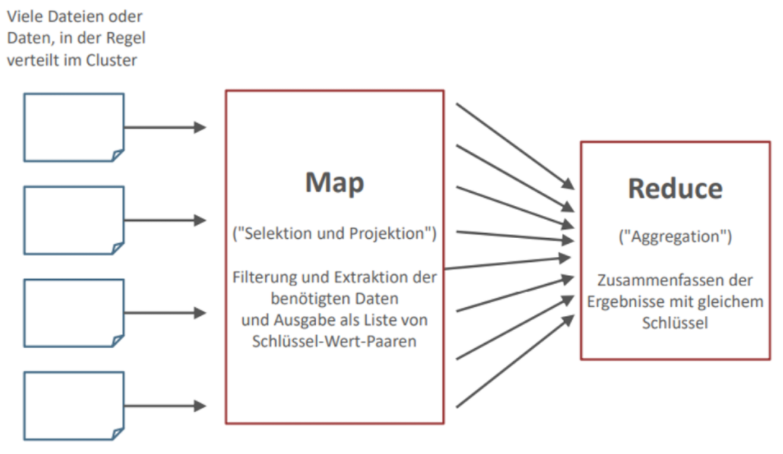 Viele Dateien oder
Daten, in der Regel
verteilt im Cluster
Map
("Selektion und Projektion")
Filterung und Extraktion der
benötigten Daten
und Ausgabe als Liste von
Schlüssel-Wert-Paaren
Reduce
("Aggregation")
Zusammenfassen der
Ergebnisse mit gleichem
Schlüssel